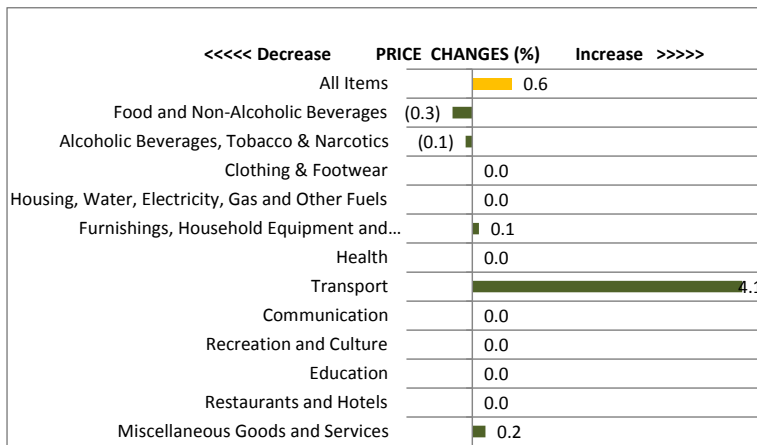 <<<<< Decrease PRICE CHANGES (%) Increase >>>>>
All Items 0.6
Food and Non-Alcoholic Beverages (0.3)
Alcoholic Beverages, Tobacco & Narcotics (0.1)
Clothing & Footwear 0.0
Housing, Water, Electricity, Gas and Other Fuels 0.0
Furnishings, Household Equipment and... 0.1
Health 0.0
Transport 4.1
Communication 0.0
Recreation and Culture 0.0
Education 0.0
Restaurants and Hotels 0.0
Miscellaneous Goods and Services 0.2